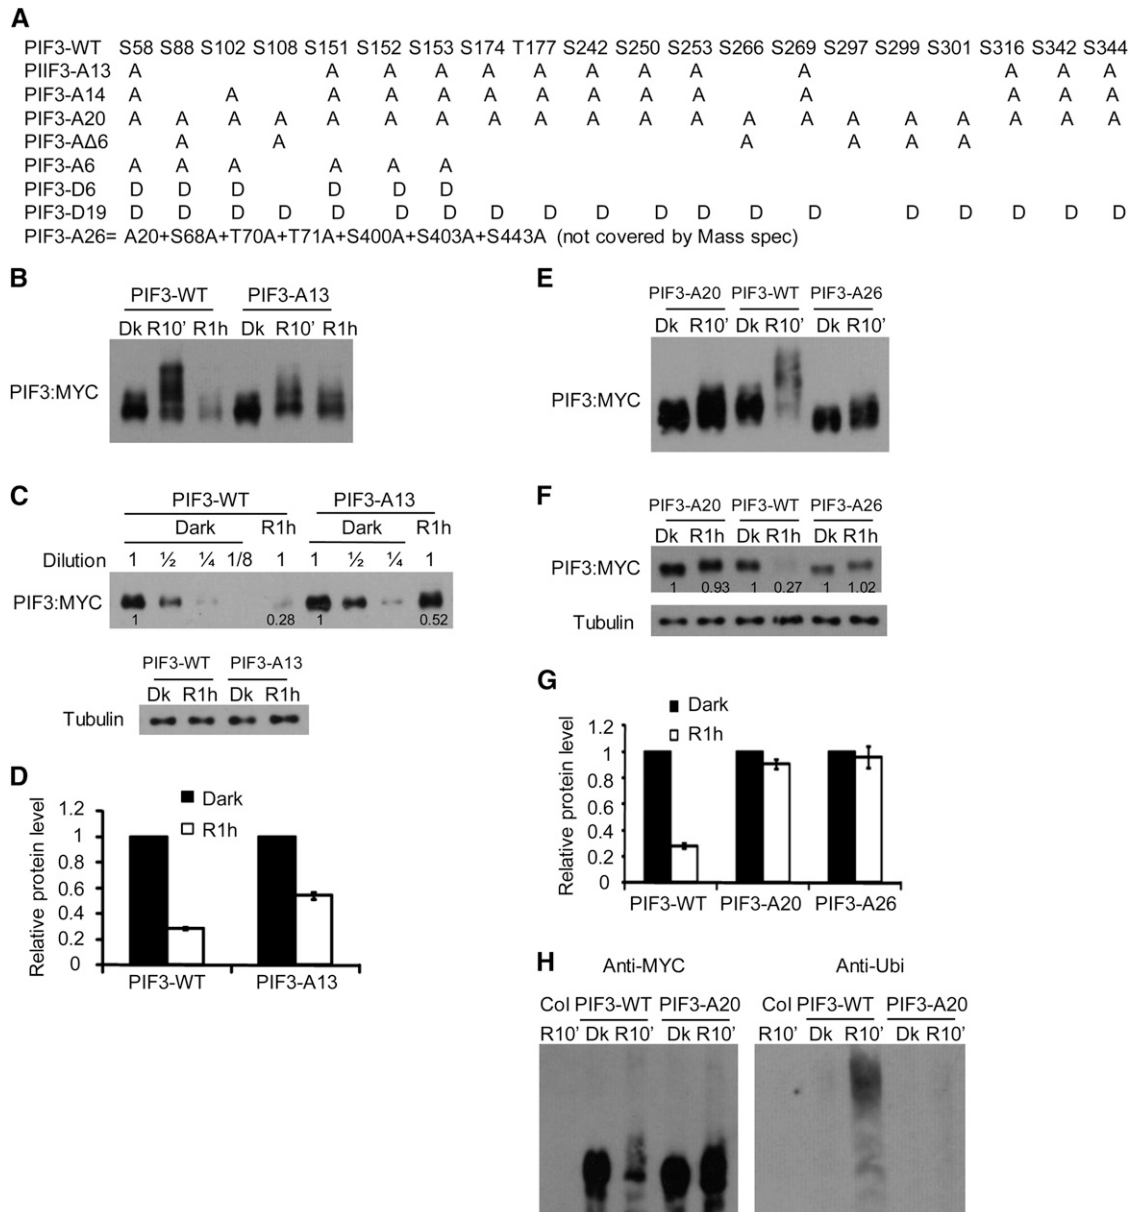 A
PIF3-WT S58 S88 S102 S108 S151 S152 S153 S174 T177 S242 S250 S253 S266 S269 S297 S299 S301 S316 S342 S344
PIIF3-A13 A A A A A A A A A A A A A
PIF3-A14 A A A A A A A A A A A A A A
PIF3-A20 A A A A A A A A A A A A A A A A A A A A
PIF3-AΔ6 A A A A A A
PIF3-A6 A A A A A A
PIF3-D6 D D D D D D
PIF3-D19 D D D D D D D D D D D D D D D D D D D
PIF3-A26= A20+S68A+T70A+T71A+S400A+S403A+S443A (not covered by Mass spec)
B
PIF3-WT PIF3-A13
Dk R10' R1h Dk R10' R1h
PIF3:MYC
C
PIF3-WT PIF3-A13
Dark R1h Dark R1h
Dilution 1 ½ ¼ 1/8 1 1 ½ ¼ 1
PIF3:MYC
1 0.28 1 0.52
PIF3-WT PIF3-A13
Dk R1h Dk R1h
Tubulin
D
Relative protein level
1.2
1
0.8
0.6
0.4
0.2
0
Dark
R1h
PIF3-WT PIF3-A13
E
PIF3-A20 PIF3-WT PIF3-A26
Dk R10' Dk R10' Dk R10'
PIF3:MYC
F
PIF3-A20 PIF3-WT PIF3-A26
Dk R1h Dk R1h Dk R1h
PIF3:MYC
1 0.93 1 0.27 1 1.02
Tubulin
G
Relative protein level
1.2
1
0.8
0.6
0.4
0.2
0
Dark
R1h
PIF3-WT PIF3-A20 PIF3-A26
H
Anti-MYC Anti-Ubi
Col PIF3-WT PIF3-A20 Col PIF3-WT PIF3-A20
R10' Dk R10' Dk R10' R10' Dk R10' Dk R10'